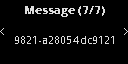 Message (7/7)
< >
9821-a28054dc9121